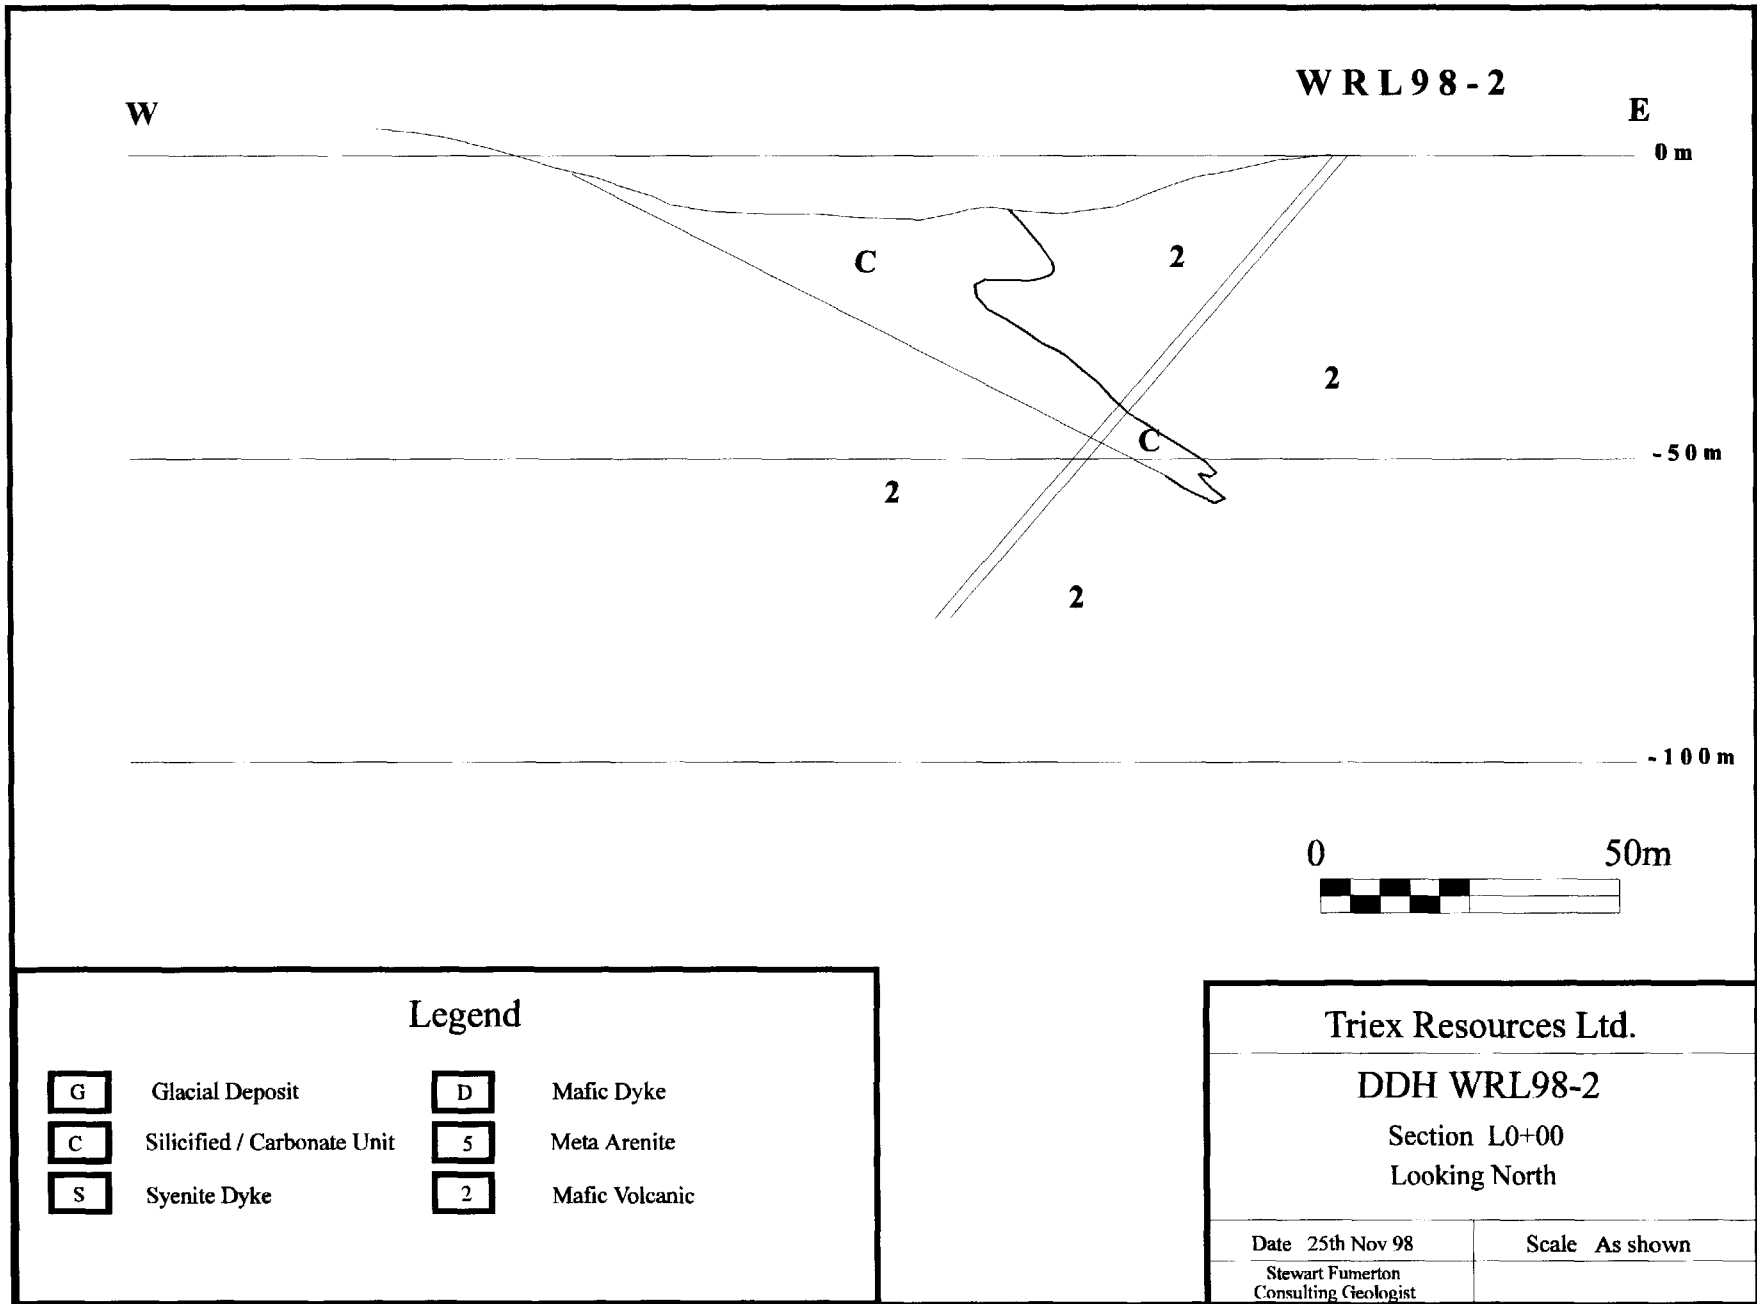 WRL98-2
W
E
0 m
C
2
2
C
-50m
2
2
-100m
0 50m
Legend
G Glacial Deposit
D Mafic Dyke
C Silicified / Carbonate Unit
5 Meta Arenite
S Syenite Dyke
2 Mafic Volcanic
Triex Resources Ltd.
DDH WRL98-2
Section L0+00
Looking North
Date 25th Nov 98
Scale As shown
Stewart Fumerton
Consulting Geologist